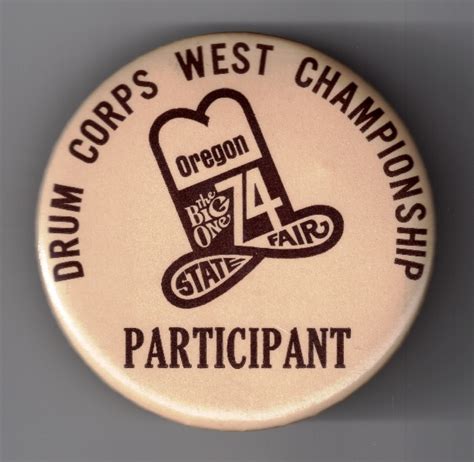 DRUM CORPS WEST CHAMPIONSHIP
Oregon
the
BIG
ONE
74
STATE FAIR
PARTICIPANT